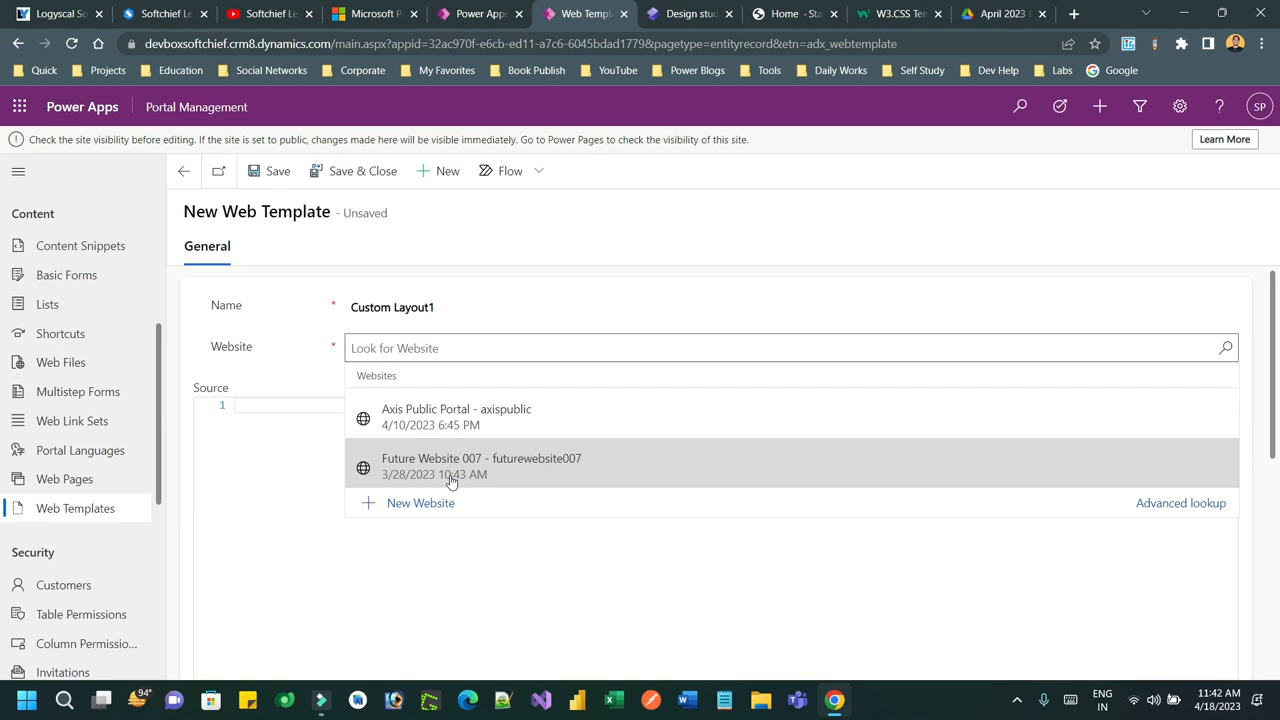 Logyscal So
Softchief Le
Softchief Le
Microsoft P
Power Apps
Web Templ
Design stu
Home - Sta
W3.CSS Te
April 2023
devboxsoftchief.crm8.dynamics.com/main.aspx?appid=32ac970f-e6cb-ed11-a7c6-6045bdad1779&pagetype=entityrecord&etn=adx_webtemplate
Quick
Projects
Education
Social Networks
Corporate
My Favorites
Book Publish
YouTube
Power Blogs
Tools
Daily Works
Self Study
Dev Help
Labs
Google
Power Apps
Portal Management
SP
Check the site visibility before editing. If the site is set to public, changes made here will be visible immediately. Go to Power Pages to check the visibility of this site.
Learn More
Save
Save & Close
New
Flow
New Web Template - Unsaved
General
Content
Content Snippets
Basic Forms
Lists
Shortcuts
Web Files
Multistep Forms
Web Link Sets
Portal Languages
Web Pages
Web Templates
Security
Customers
Table Permissions
Column Permissio...
Invitations
Name *
Custom Layout1
Website *
Look for Website
Websites
Source
1
Axis Public Portal - axispublic
4/10/2023 6:45 PM
Future Website 007 - futurewebsite007
3/28/2023 10:43 AM
New Website
Advanced lookup
94°
ENG
IN
11:42 AM
4/18/2023